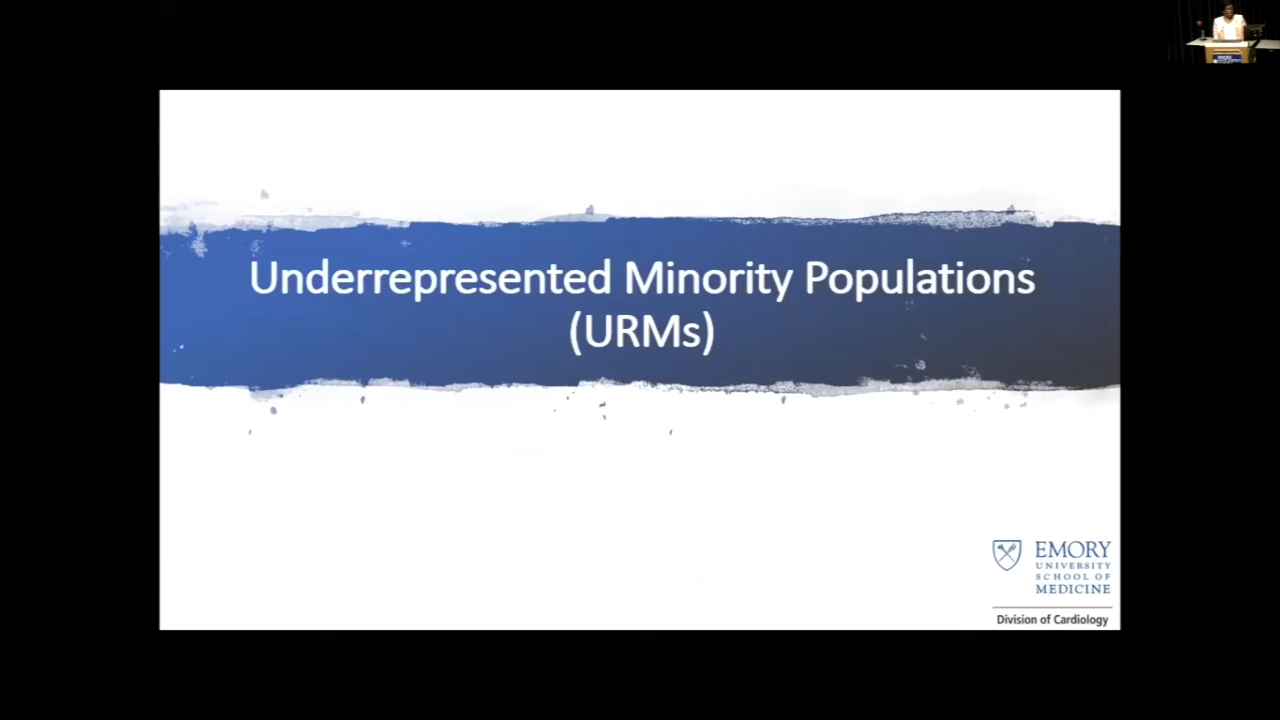 Underrepresented Minority Populations
(URMs)
EMORY
UNIVERSITY
SCHOOL OF
MEDICINE
Division of Cardiology